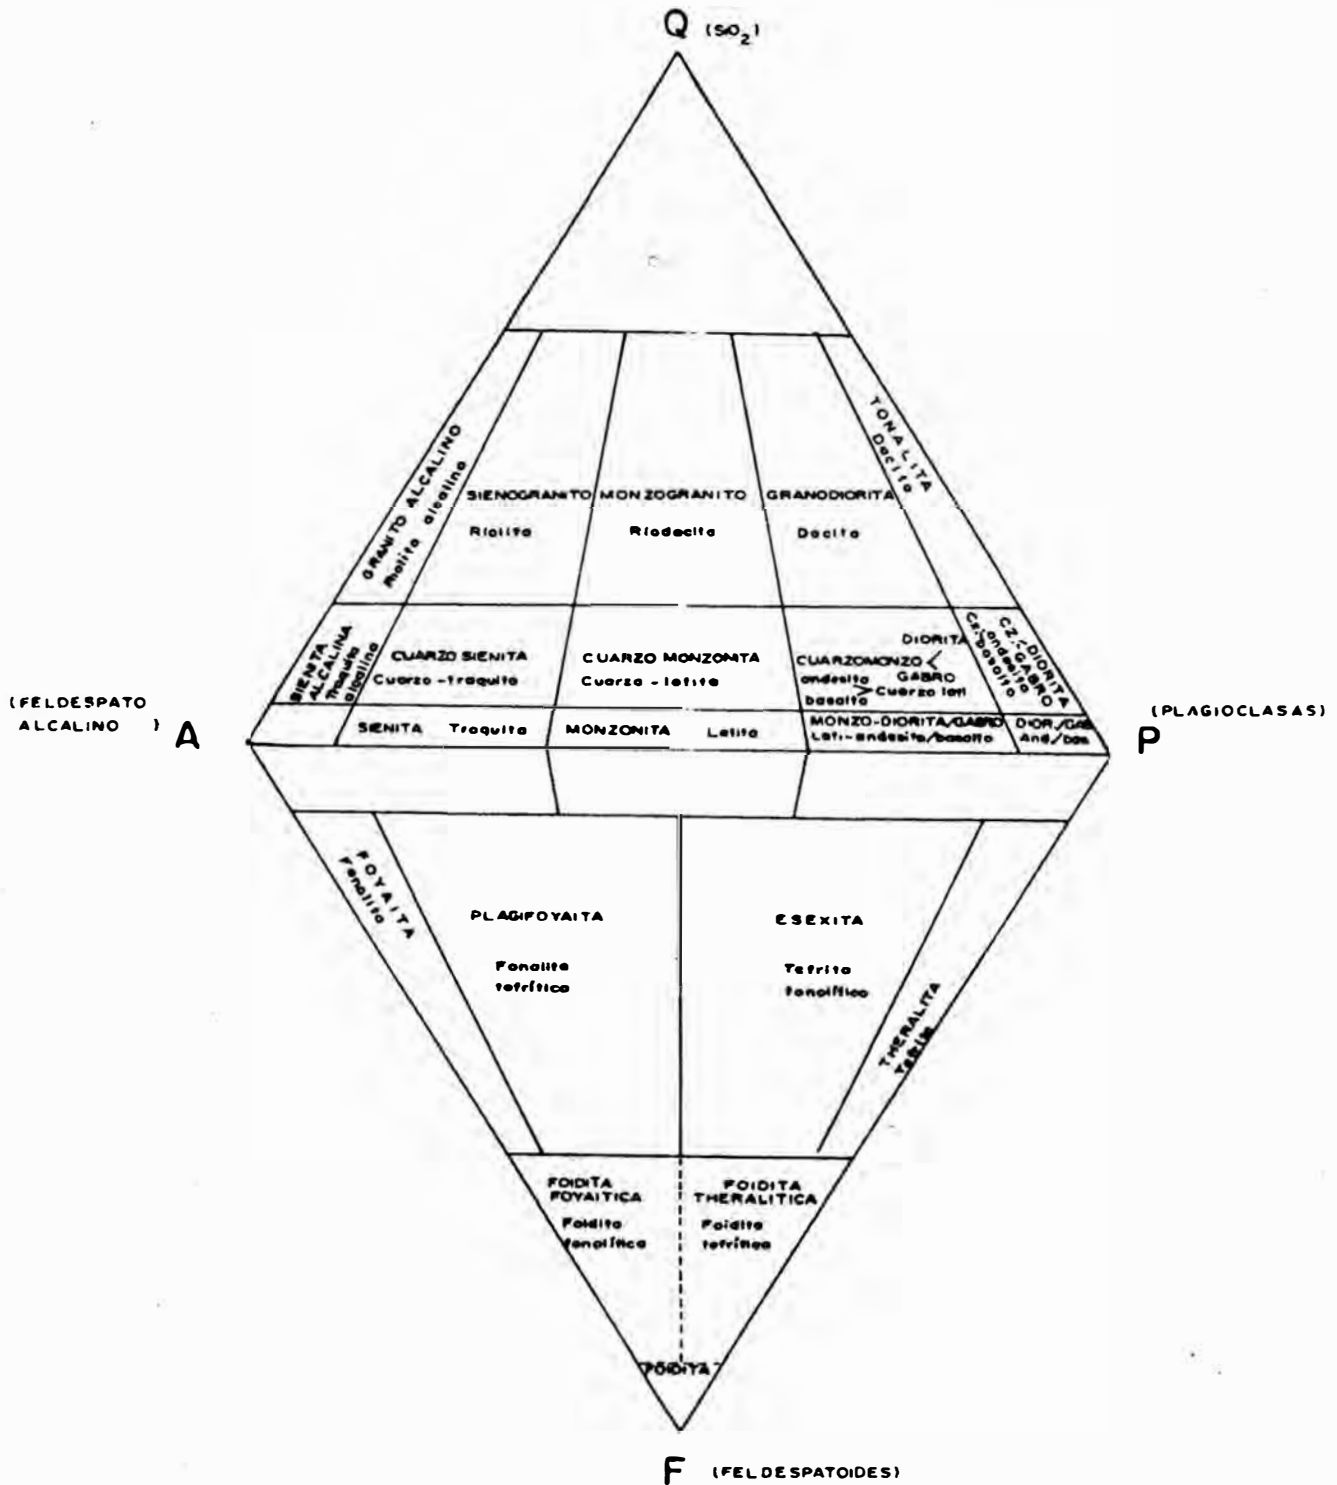 Q (SiO2)
TONALITA
Dacita
GRANITO ALCALINO
Riolita alcalina
SIENOGRANITO
MONZOGRANITO
GRANODIORITA
Riolita
Riodacita
Dacita
SIENITA
ALCALINA
Traquita
alcalina
CUARZO SIENITA
Cuarzo - traquita
CUARZO MONZONITA
Cuarzo - latita
DIORITA
CUARZOMONZO <
andesita GABRO
basalto > Cuarzo lati
CZ.-DIORITA
CZ.-GABRO
Cz.-andesita
Cz.-basalto
(FELDESPATO
ALCALINO ) A
(PLAGIOCLASAS)
P
SIENITA Traquita
MONZONITA Latita
MONZO-DIORITA/GABRO
Lati-andesita/basalto
DIOR./GAB
And./bas
FOYAITA
Fonolita
PLAGIFOYAITA
Fonolita
tefrítica
ESEXITA
Tefrita
fonolítica
THERALITA
Tefrita
FOIDITA
FOYAITICA
Foidita
fonolítica
FOIDITA
THERALITICA
Foidita
tefrítica
FOIDITA
F (FELDESPATOIDES)